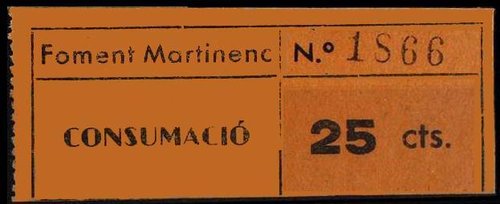 Foment Martinenc
N.º 1866
CONSUMACIÓ
25 cts.